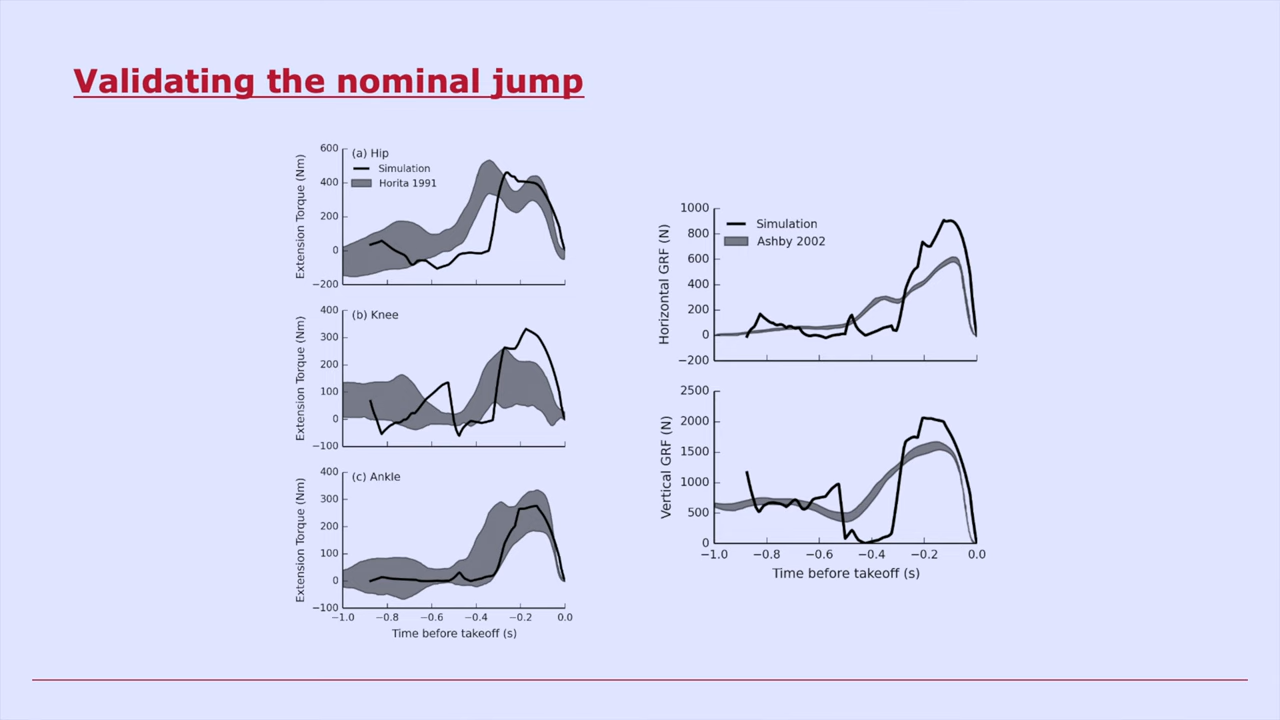 Validating the nominal jump
(a) Hip
Simulation
Horita 1991
Extension Torque (Nm)
600
400
200
0
−200
(b) Knee
Extension Torque (Nm)
400
300
200
100
0
−100
(c) Ankle
Extension Torque (Nm)
400
300
200
100
0
−100
−1.0 −0.8 −0.6 −0.4 −0.2 0.0
Time before takeoff (s)
Simulation
Ashby 2002
Horizontal GRF (N)
1000
800
600
400
200
0
−200
Vertical GRF (N)
2500
2000
1500
1000
500
0
−1.0 −0.8 −0.6 −0.4 −0.2 0.0
Time before takeoff (s)